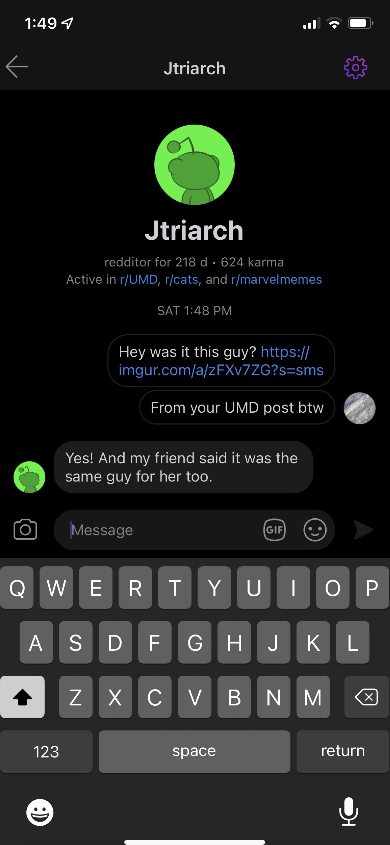 1:49
Jtriarch
Jtriarch
redditor for 218 d • 624 karma
Active in r/UMD, r/cats, and r/marvelmemes
SAT 1:48 PM
Hey was it this guy? https://
imgur.com/a/zFXv7ZG?s=sms
From your UMD post btw
Yes! And my friend said it was the
same guy for her too.
Message
GIF
Q W E R T Y U I O P
A S D F G H J K L
Z X C V B N M
123 space return